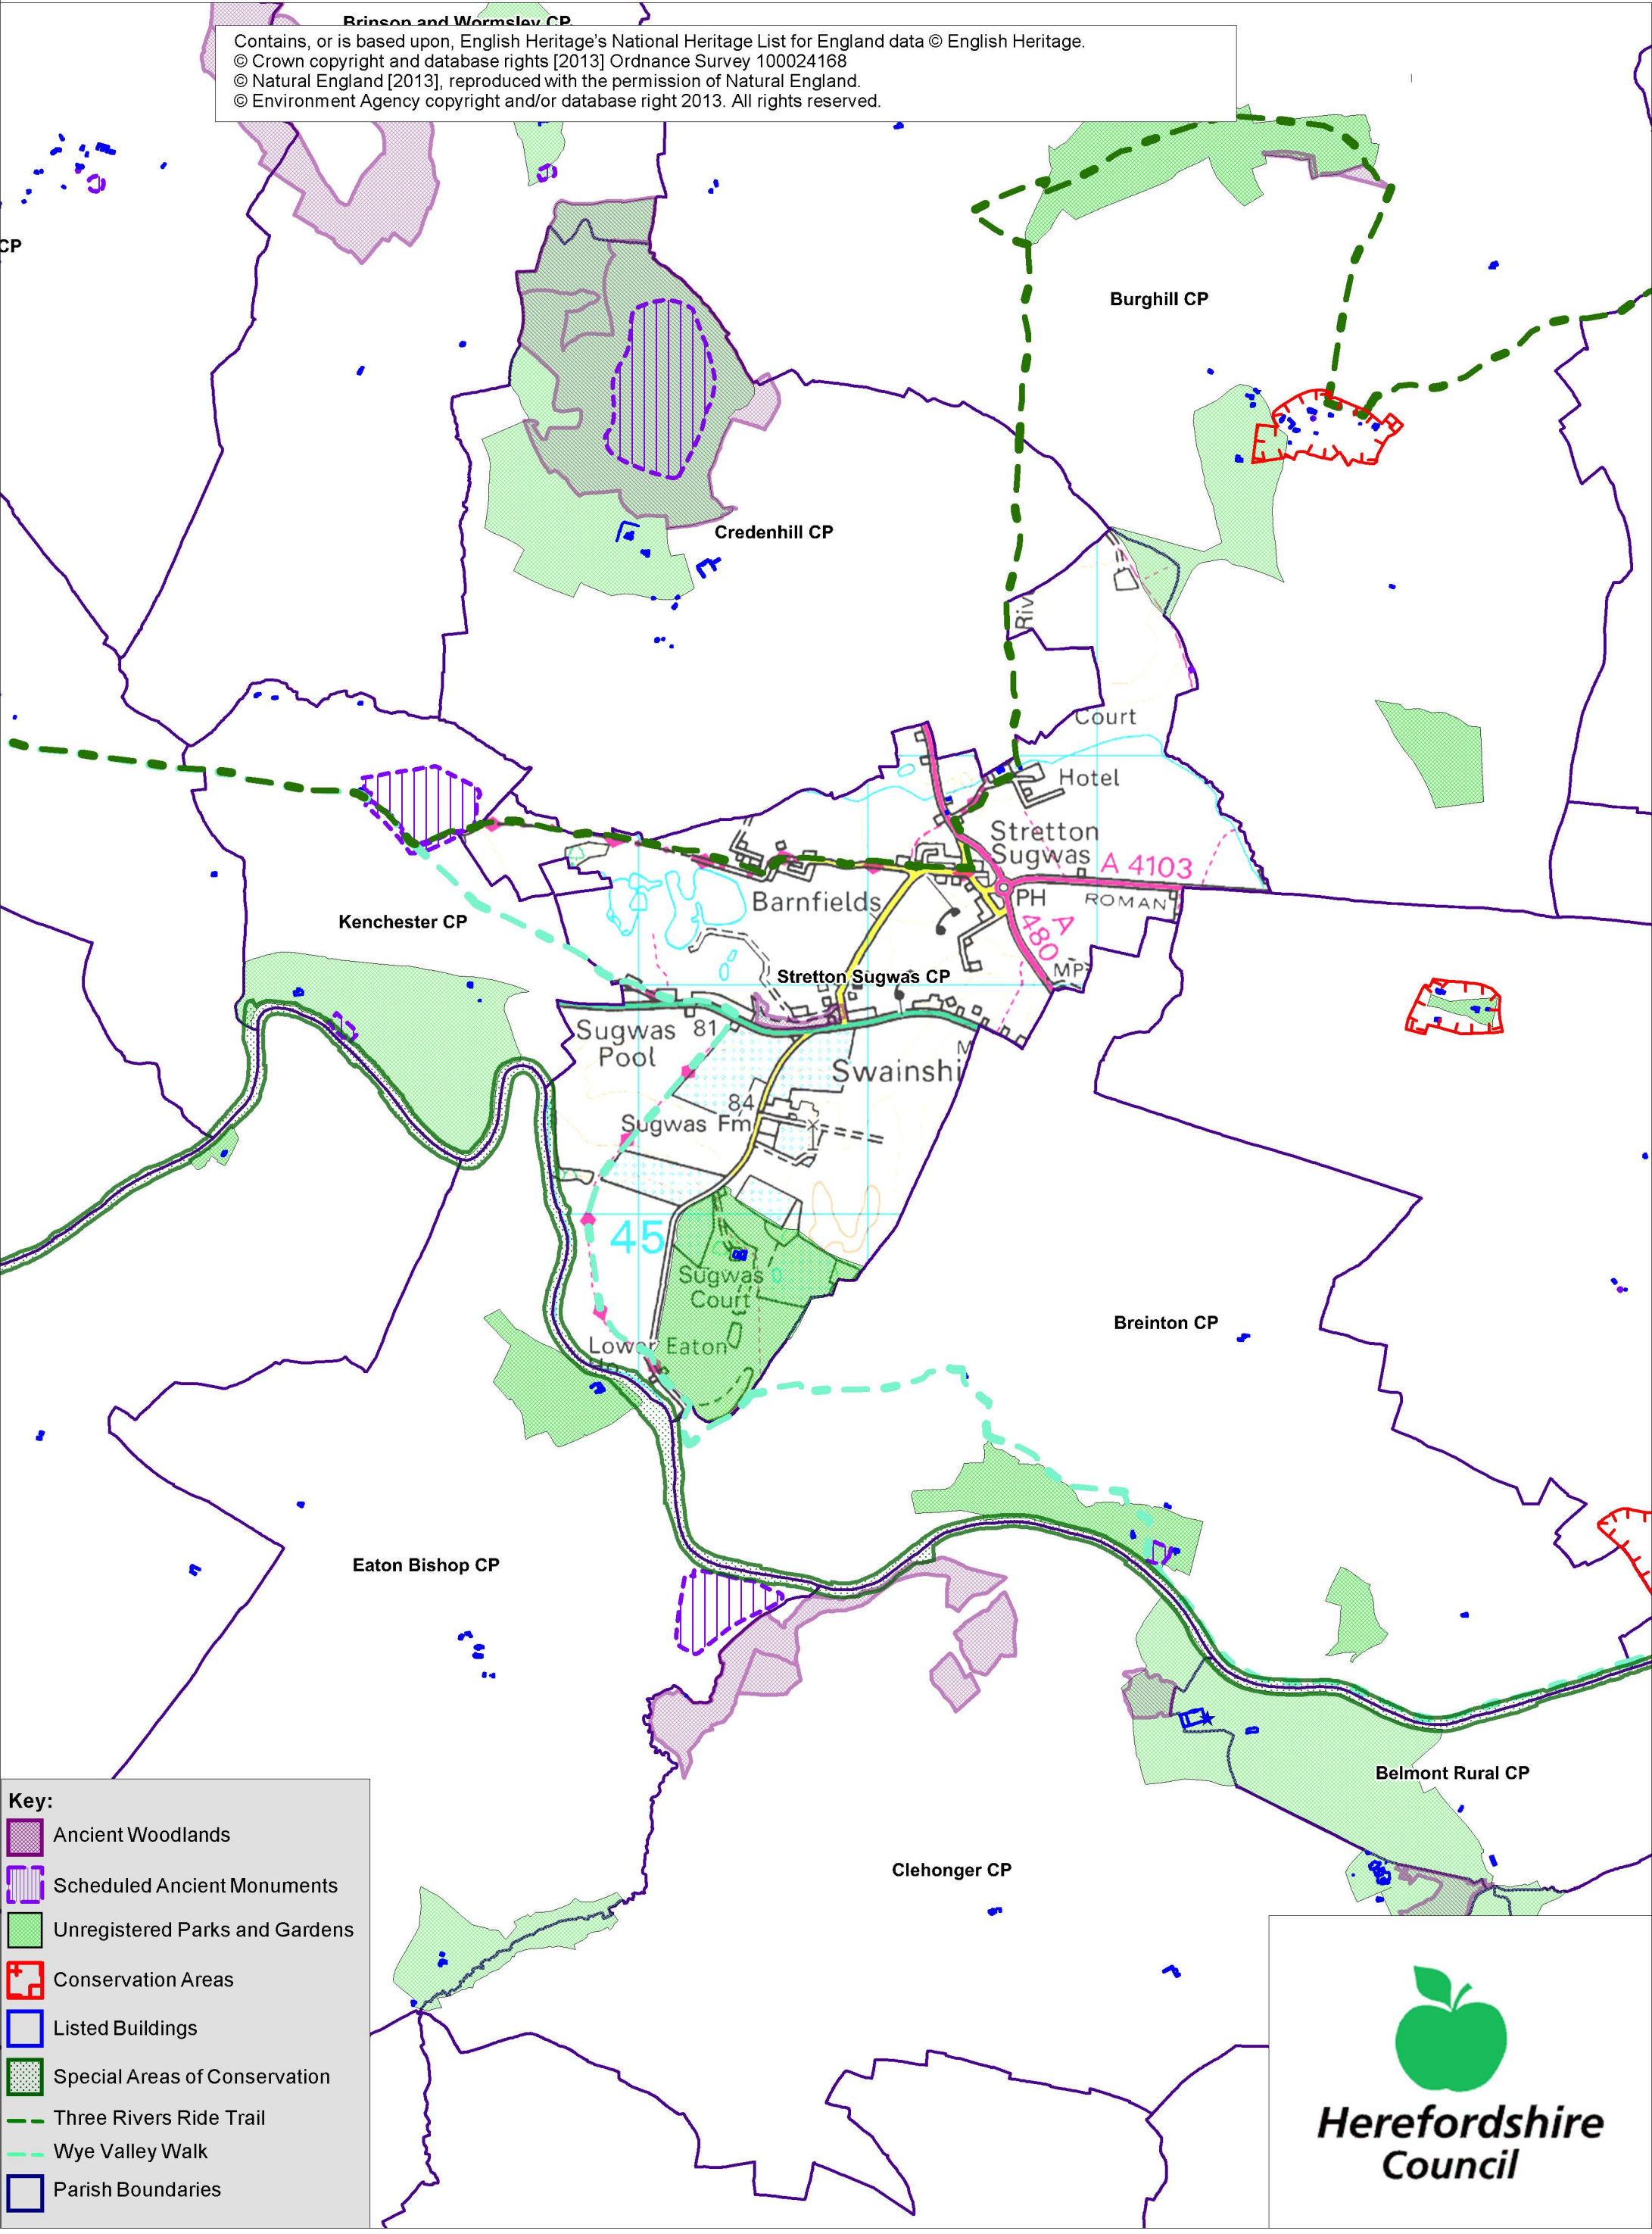 Brinsop and Wormsley CP
Contains, or is based upon, English Heritage's National Heritage List for England data © English Heritage.
© Crown copyright and database rights [2013] Ordnance Survey 100024168
© Natural England [2013], reproduced with the permission of Natural England.
© Environment Agency copyright and/or database right 2013. All rights reserved.
CP
Burghill CP
Credenhill CP
Riv
Court
Hotel
Stretton
Sugwas
A 4103
Barnfields
PH
ROMAN
A
480
Kenchester CP
MP
Stretton Sugwas CP
Sugwas
Pool
81
M
Swainshi
84
Sugwas Fm
45
Sugwas
Court
Lower Eaton
Ho
Breinton CP
Eaton Bishop CP
Belmont Rural CP
Clehonger CP
Key:
Ancient Woodlands
Scheduled Ancient Monuments
Unregistered Parks and Gardens
Conservation Areas
Listed Buildings
Special Areas of Conservation
Three Rivers Ride Trail
Wye Valley Walk
Parish Boundaries
Herefordshire
Council